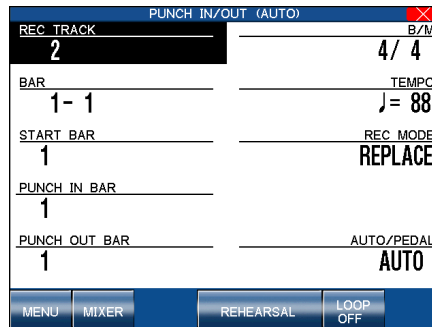 PUNCH IN/OUT (AUTO)
REC TRACK
2
B/M
4/ 4
BAR
1- 1
TEMPO
♩= 88
START BAR
1
REC MODE
REPLACE
PUNCH IN BAR
1
PUNCH OUT BAR
1
AUTO/PEDAL
AUTO
MENU
MIXER
REHEARSAL
LOOP
OFF